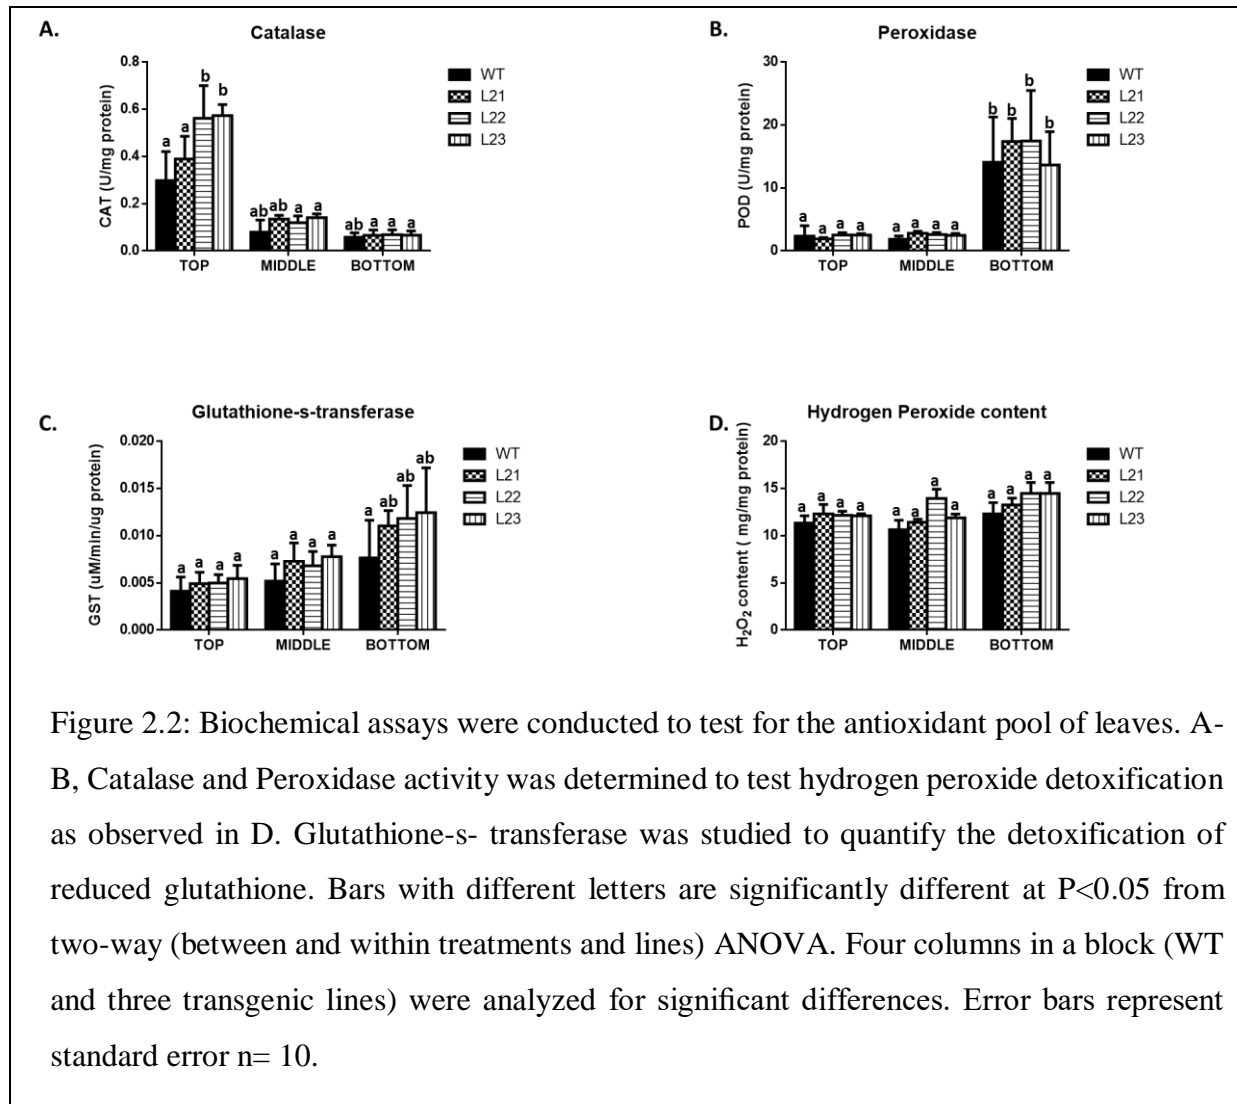 A.
Catalase
CAT (U/mg protein)
0.8
0.6
0.4
0.2
0.0
a a b b
ab ab a a
ab a a a
TOP MIDDLE BOTTOM
WT
L21
L22
L23
B.
Peroxidase
POD (U/mg protein)
30
20
10
0
a a a a
a a a a
b b b b
TOP MIDDLE BOTTOM
WT
L21
L22
L23
C.
Glutathione-s-transferase
GST (uM/min/ug protein)
0.020
0.015
0.010
0.005
0.000
a a a a
a a a a
a ab ab ab
TOP MIDDLE BOTTOM
WT
L21
L22
L23
D.
Hydrogen Peroxide content
H₂O₂ content ( mg/mg protein)
20
15
10
5
0
a a a a
a a a a
a a a a
TOP MIDDLE BOTTOM
WT
L21
L22
L23
Figure 2.2: Biochemical assays were conducted to test for the antioxidant pool of leaves. A-
B, Catalase and Peroxidase activity was determined to test hydrogen peroxide detoxification
as observed in D. Glutathione-s- transferase was studied to quantify the detoxification of
reduced glutathione. Bars with different letters are significantly different at P<0.05 from
two-way (between and within treatments and lines) ANOVA. Four columns in a block (WT
and three transgenic lines) were analyzed for significant differences. Error bars represent
standard error n= 10.